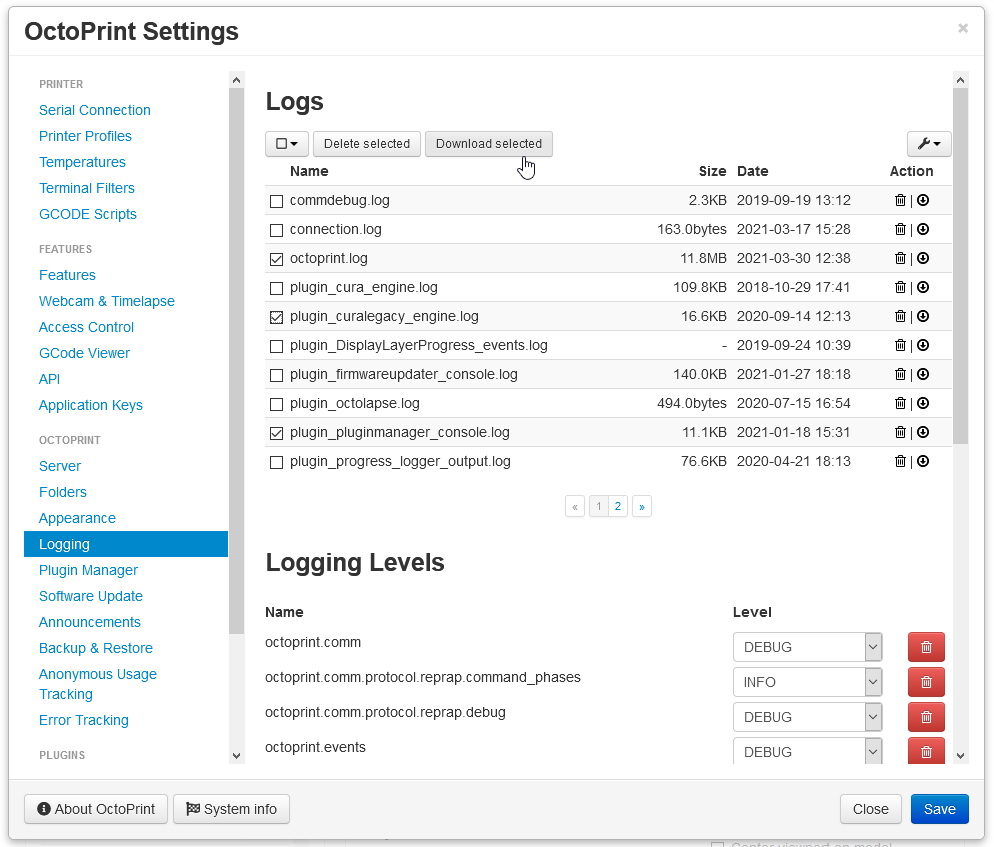 OctoPrint Settings
×
PRINTER
Serial Connection
Printer Profiles
Temperatures
Terminal Filters
GCODE Scripts
FEATURES
Features
Webcam & Timelapse
Access Control
GCode Viewer
API
Application Keys
OCTOPRINT
Server
Folders
Appearance
Logging
Plugin Manager
Software Update
Announcements
Backup & Restore
Anonymous Usage
Tracking
Error Tracking
PLUGINS
Logs
Delete selected Download selected
Name Size Date Action
commdebug.log 2.3KB 2019-09-19 13:12 |
connection.log 163.0bytes 2021-03-17 15:28 |
octoprint.log 11.8MB 2021-03-30 12:38 |
plugin_cura_engine.log 109.8KB 2018-10-29 17:41 |
plugin_curalegacy_engine.log 16.6KB 2020-09-14 12:13 |
plugin_DisplayLayerProgress_events.log - 2019-09-24 10:39 |
plugin_firmwareupdater_console.log 140.0KB 2021-01-27 18:18 |
plugin_octolapse.log 494.0bytes 2020-07-15 16:54 |
plugin_pluginmanager_console.log 11.1KB 2021-01-18 15:31 |
plugin_progress_logger_output.log 76.6KB 2020-04-21 18:13 |
« 1 2 »
Logging Levels
Name Level
octoprint.comm DEBUG
octoprint.comm.protocol.reprap.command_phases INFO
octoprint.comm.protocol.reprap.debug DEBUG
octoprint.events DEBUG
About OctoPrint System info Close Save
Center viewport on model